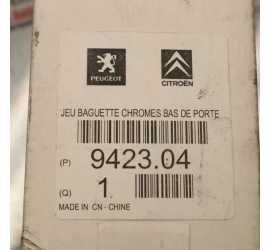 PEUGEOT CITROËN
JEU BAGUETTE CHROMES BAS DE PORTE
(P) 9423.04
(Q) 1
MADE IN CN - CHINE